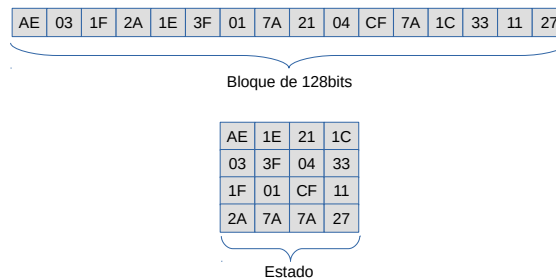 AE 03 1F 2A 1E 3F 01 7A 21 04 CF 7A 1C 33 11 27
Bloque de 128bits
AE 1E 21 1C
03 3F 04 33
1F 01 CF 11
2A 7A 7A 27
Estado